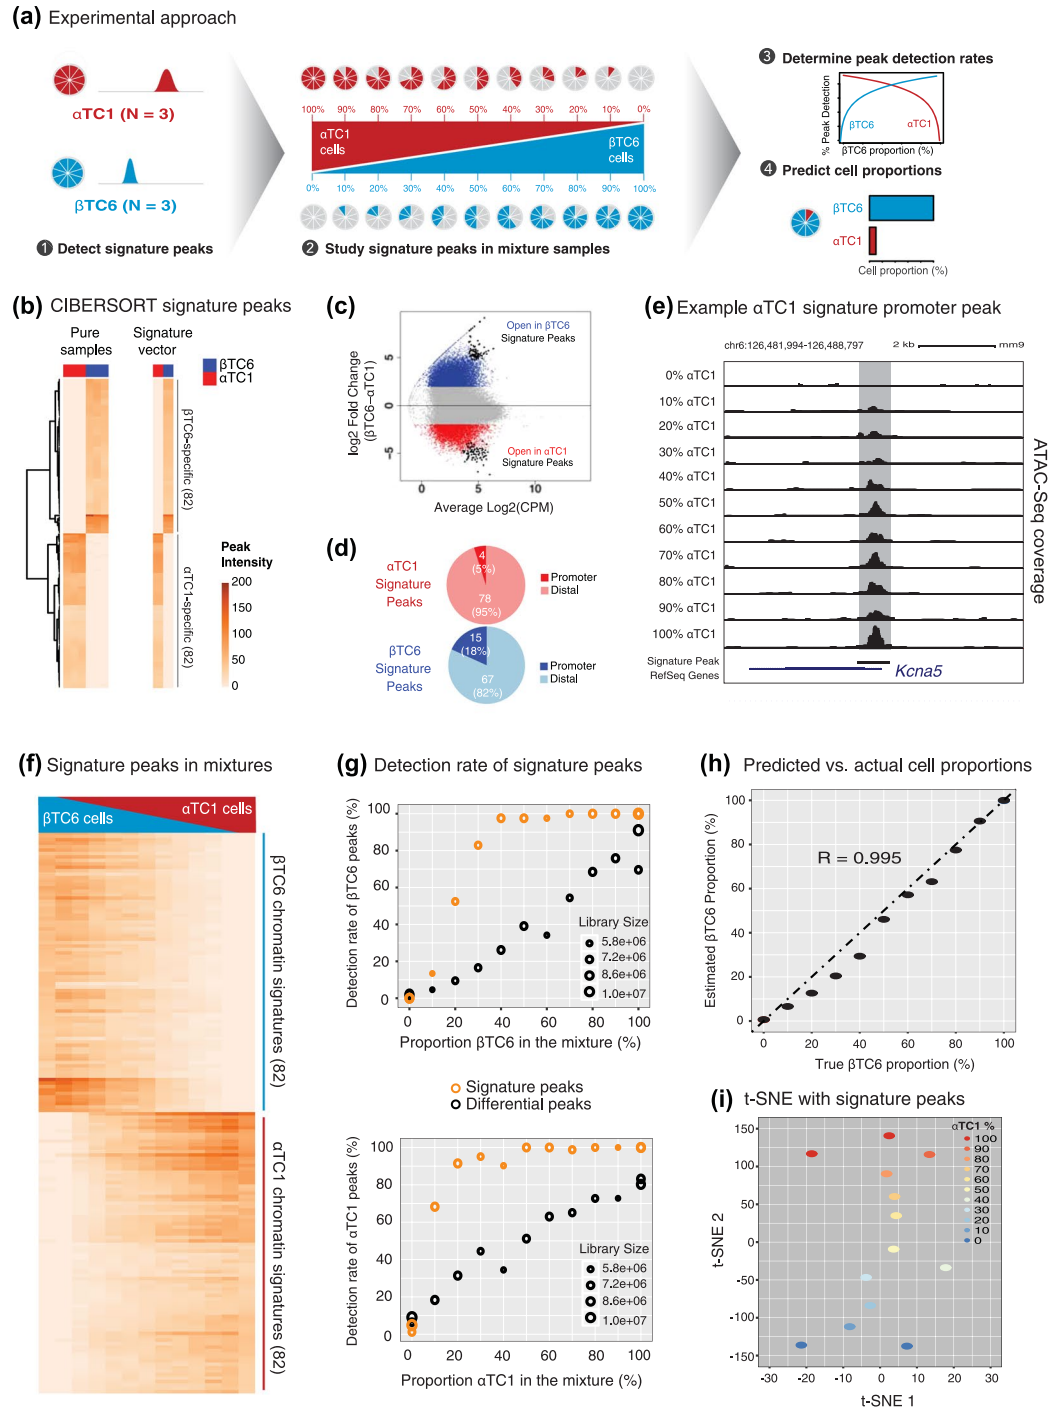 (a) Experimental approach
αTC1 (N = 3)
βTC6 (N = 3)
1 Detect signature peaks
100% 90% 80% 70% 60% 50% 40% 30% 20% 10% 0%
αTC1
cells
βTC6
cells
0% 10% 20% 30% 40% 50% 60% 70% 80% 90% 100%
2 Study signature peaks in mixture samples
3 Determine peak detection rates
% Peak Detection
βTC6
αTC1
βTC6 proportion (%)
4 Predict cell proportions
βTC6
αTC1
Cell proportion (%)
(b) CIBERSORT signature peaks
Pure
samples
Signature
vector
βTC6
αTC1
βTC6-specific (82)
αTC1-specific (82)
Peak
Intensity
200
150
100
50
0
(c)
log2 Fold Change
(βTC6−αTC1)
5
0
−5
Open in βTC6
Signature Peaks
Open in αTC1
Signature Peaks
0 5 10
Average Log2(CPM)
(d)
αTC1
Signature
Peaks
4
(5%)
78
(95%)
Promoter
Distal
βTC6
Signature
Peaks
15
(18%)
67
(82%)
Promoter
Distal
(e) Example αTC1 signature promoter peak
chr6:126,481,994-126,488,797
2 kb
mm9
0% αTC1
10% αTC1
20% αTC1
30% αTC1
40% αTC1
50% αTC1
60% αTC1
70% αTC1
80% αTC1
90% αTC1
100% αTC1
Signature Peak
RefSeq Genes
Kcna5
ATAC-Seq coverage
(f) Signature peaks in mixtures
βTC6 cells
αTC1 cells
βTC6 chromatin signatures (82)
αTC1 chromatin signatures (82)
(g) Detection rate of signature peaks
Detection rate of βTC6 peaks (%)
100
80
60
40
20
0
Library Size
5.8e+06
7.2e+06
8.6e+06
1.0e+07
0 20 40 60 80 100
Proportion βTC6 in the mixture (%)
Signature peaks
Differential peaks
Detection rate of αTC1 peaks (%)
100
80
60
40
20
0
Library Size
5.8e+06
7.2e+06
8.6e+06
1.0e+07
0 20 40 60 80 100
Proportion αTC1 in the mixture (%)
(h) Predicted vs. actual cell proportions
Estimated βTC6 Proportion (%)
100
80
60
40
20
0
R = 0.995
0 20 40 60 80 100
True βTC6 proportion (%)
(i) t-SNE with signature peaks
t-SNE 2
150
100
50
0
-50
-100
-150
αTC1 %
100
90
80
70
60
50
40
30
20
10
0
-30 -20 -10 0 10 20 30
t-SNE 1